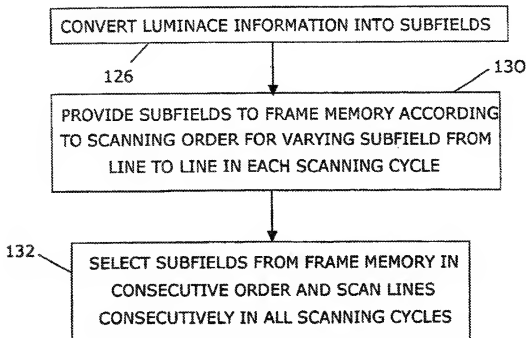 CONVERT LUMINACE INFORMATION INTO SUBFIELDS
126
130
PROVIDE SUBFIELDS TO FRAME MEMORY ACCORDING
TO SCANNING ORDER FOR VARYING SUBFIELD FROM
LINE TO LINE IN EACH SCANNING CYCLE
132
SELECT SUBFIELDS FROM FRAME MEMORY IN
CONSECUTIVE ORDER AND SCAN LINES
CONSECUTIVELY IN ALL SCANNING CYCLES